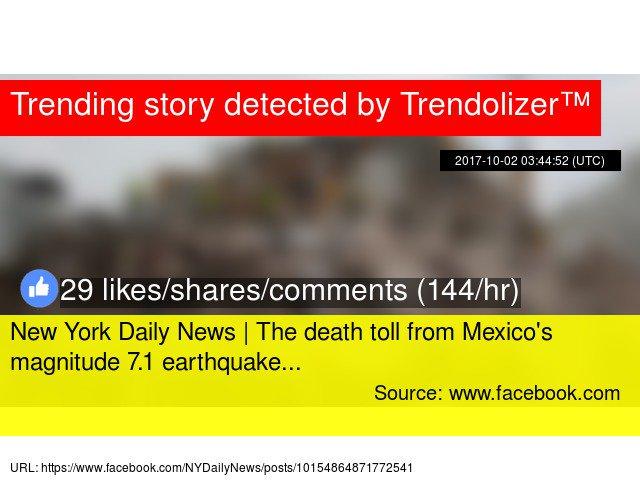 Trending story detected by Trendolizer™
2017-10-02 03:44:52 (UTC)
29 likes/shares/comments (144/hr)
New York Daily News | The death toll from Mexico's
magnitude 7.1 earthquake...
Source: www.facebook.com
URL: https://www.facebook.com/NYDailyNews/posts/10154864871772541